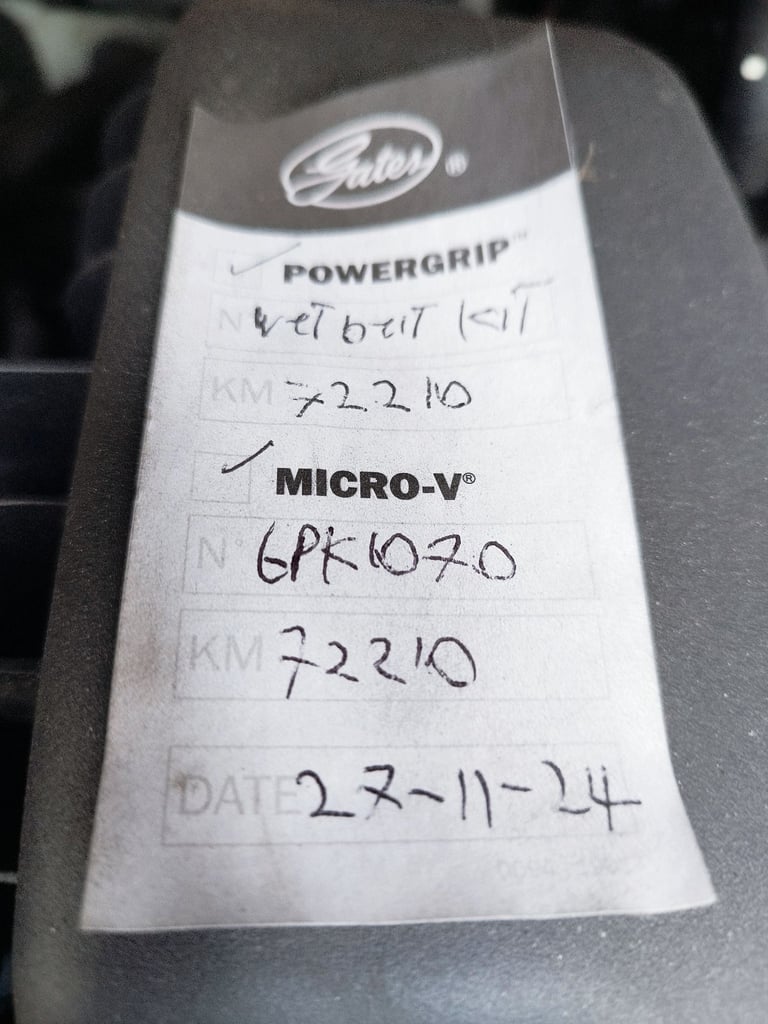 Gates®
POWERGRIP™
N° wet belt kit
KM 72210
MICRO-V®
N° 6PK1070
KM 72210
DATE 27-11-24